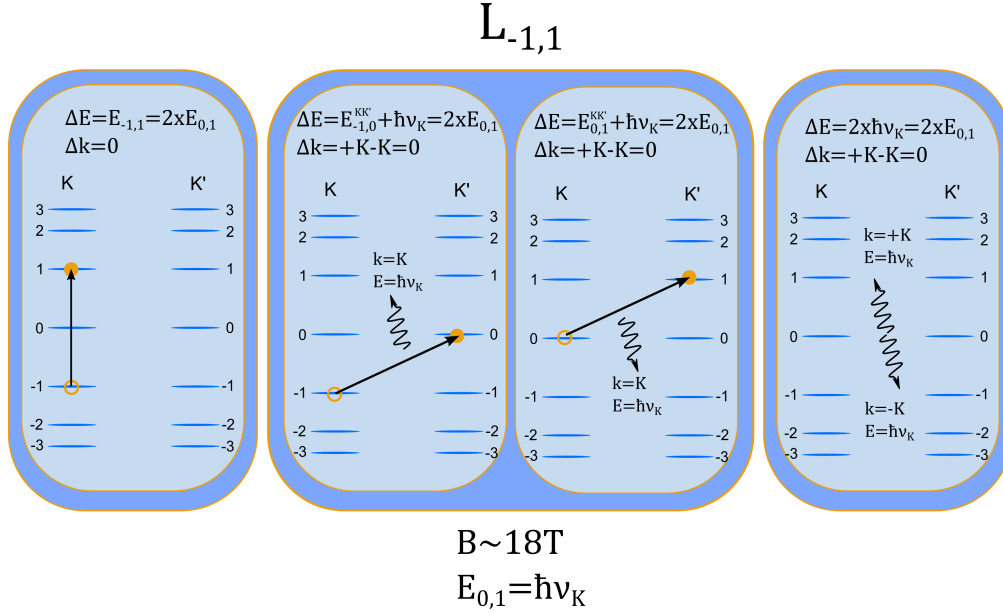 L-1,1
ΔE=E-1,1=2xE0,1
Δk=0
K K'
3 3
2 2
1 1
0 0
-1 -1
-2 -2
-3 -3
ΔE=EKK'-1,0+ħνK=2xE0,1
Δk=+K-K=0
K K'
3 3
2 2
k=K
E=ħνK
1 1
0 0
-1 -1
-2 -2
-3 -3
ΔE=EKK'0,1+ħνK=2xE0,1
Δk=+K-K=0
K K'
3 3
2 2
1 1
0 0
k=K
E=ħνK
-1 -1
-2 -2
-3 -3
ΔE=2xħνK=2xE0,1
Δk=+K-K=0
K K'
3 3
2 2
k=+K
E=ħνK
1 1
0 0
-1 -1
k=-K
E=ħνK
-2 -2
-3 -3
B~18T
E0,1=ħνK